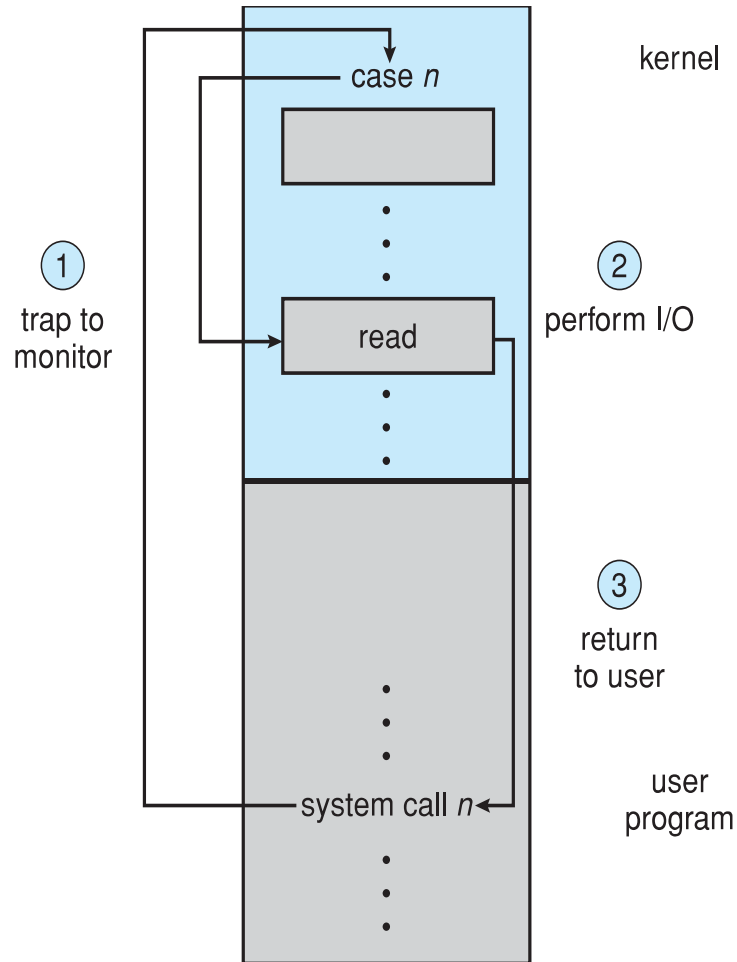 kernel
case n
1
trap to
monitor
2
perform I/O
read
3
return
to user
system call n
user
program